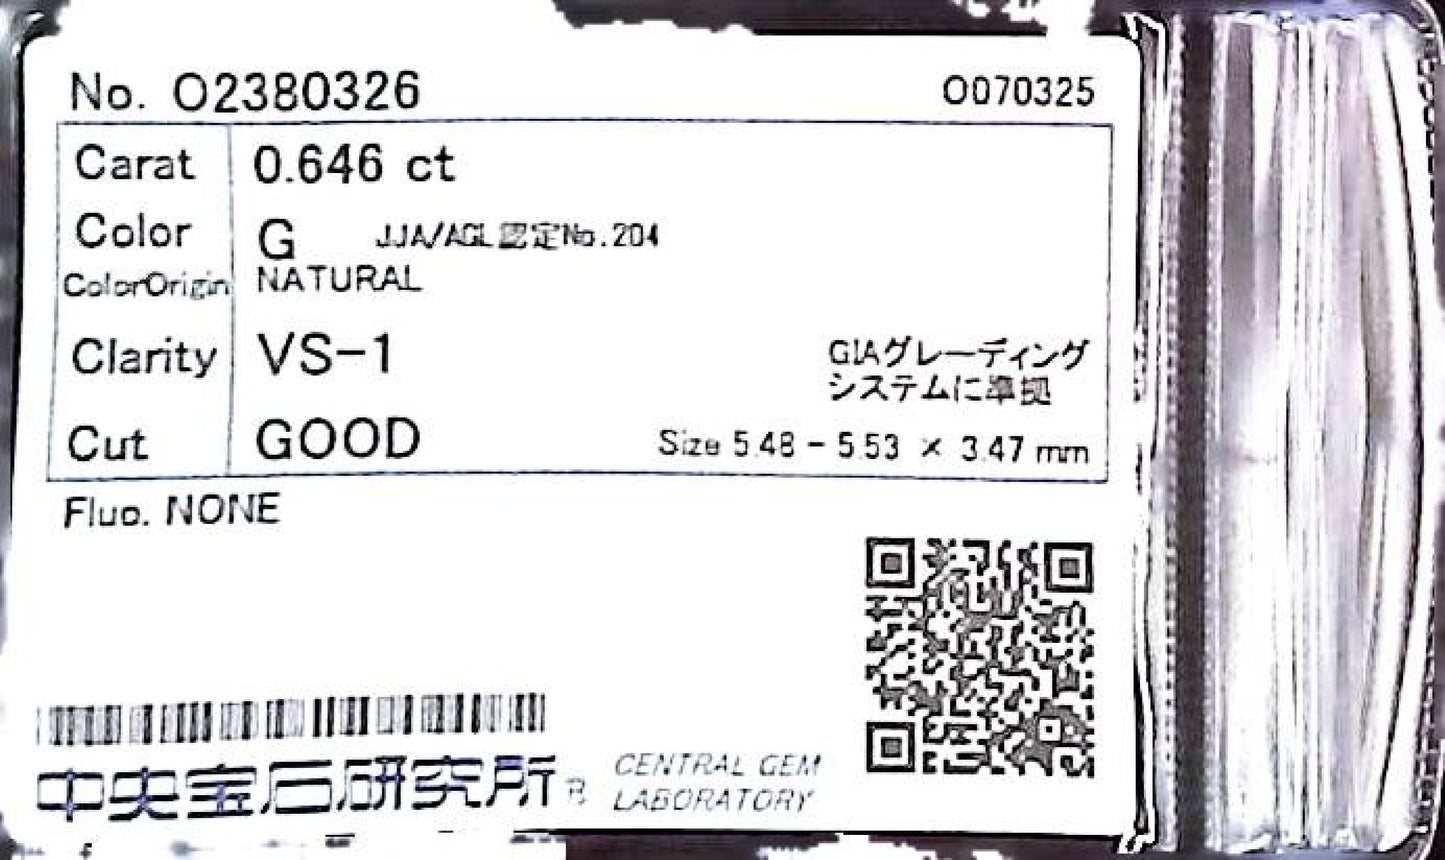 No. O2380326 O070325
Carat 0.646 ct
Color G JJA/AGL認定No.204
ColorOrigin NATURAL
Clarity VS-1 GIAグレーディング
システムに準拠
Cut GOOD Size 5.48 - 5.53 × 3.47 mm
Fluo. NONE
中央宝石研究所 CENTRAL GEM
LABORATORY